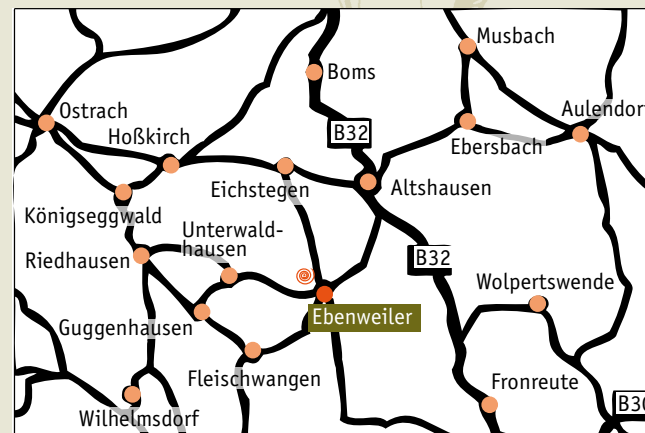 Musbach
Boms
Ostrach
Aulendorf
B32
Hoßkirch
Ebersbach
Eichstegen
Altshausen
Königseggwald
Unterwald-
hausen
Riedhausen
B32
Wolpertswende
Ebenweiler
Guggenhausen
Fleischwangen
Fronreute
B30
Wilhelmsdorf